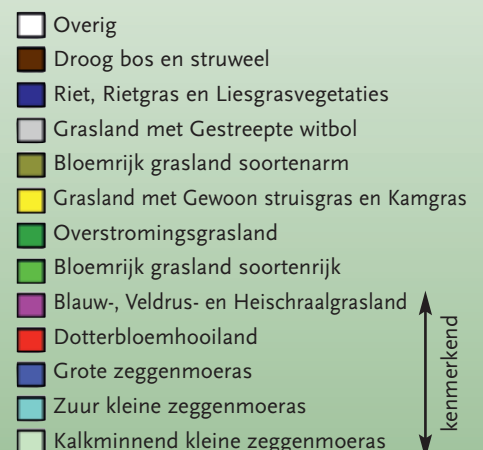 Overig
Droog bos en struweel
Riet, Rietgras en Liesgrasvegetaties
Grasland met Gestreepte witbol
Bloemrijk grasland soortenarm
Grasland met Gewoon struisgras en Kamgras
Overstromingsgrasland
Bloemrijk grasland soortenrijk
Blauw-, Veldrus- en Heischraalgrasland
Dotterbloemhooiland
Grote zeggenmoeras
Zuur kleine zeggenmoeras
Kalkminnend kleine zeggenmoeras
kenmerkend